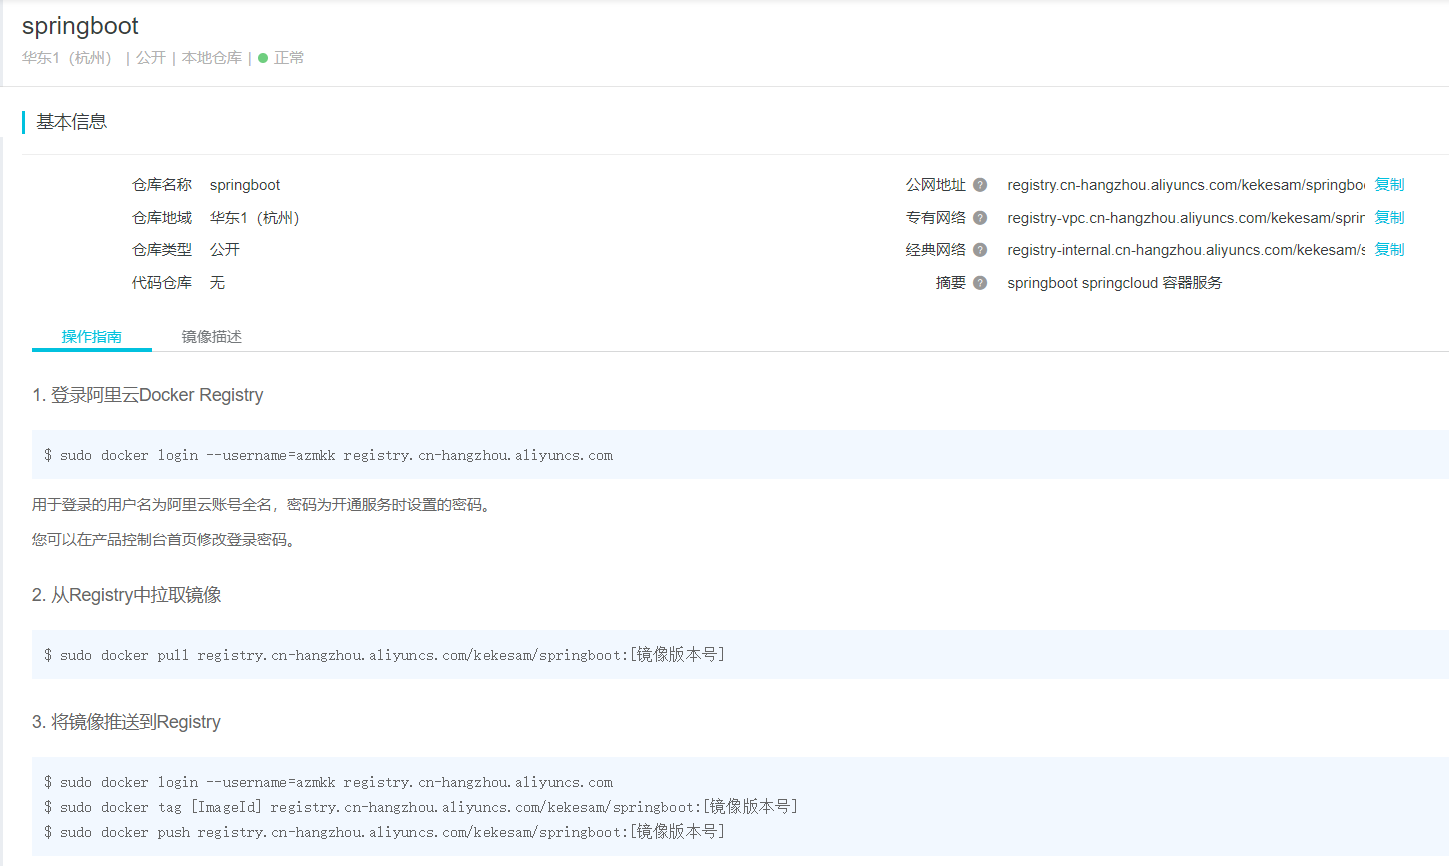 springboot
华东1（杭州） | 公开 | 本地仓库 | 正常
基本信息
仓库名称 springboot 公网地址 registry.cn-hangzhou.aliyuncs.com/kekesam/springboo 复制
仓库地域 华东1（杭州） 专有网络 registry-vpc.cn-hangzhou.aliyuncs.com/kekesam/sprir 复制
仓库类型 公开 经典网络 registry-internal.cn-hangzhou.aliyuncs.com/kekesam/s 复制
代码仓库 无 摘要 springboot springcloud 容器服务
操作指南 镜像描述
1. 登录阿里云Docker Registry
$ sudo docker login --username=azmkk registry.cn-hangzhou.aliyuncs.com
用于登录的用户名为阿里云账号全名，密码为开通服务时设置的密码。
您可以在产品控制台首页修改登录密码。
2. 从Registry中拉取镜像
$ sudo docker pull registry.cn-hangzhou.aliyuncs.com/kekesam/springboot:[镜像版本号]
3. 将镜像推送到Registry
$ sudo docker login --username=azmkk registry.cn-hangzhou.aliyuncs.com
$ sudo docker tag [ImageId] registry.cn-hangzhou.aliyuncs.com/kekesam/springboot:[镜像版本号]
$ sudo docker push registry.cn-hangzhou.aliyuncs.com/kekesam/springboot:[镜像版本号]